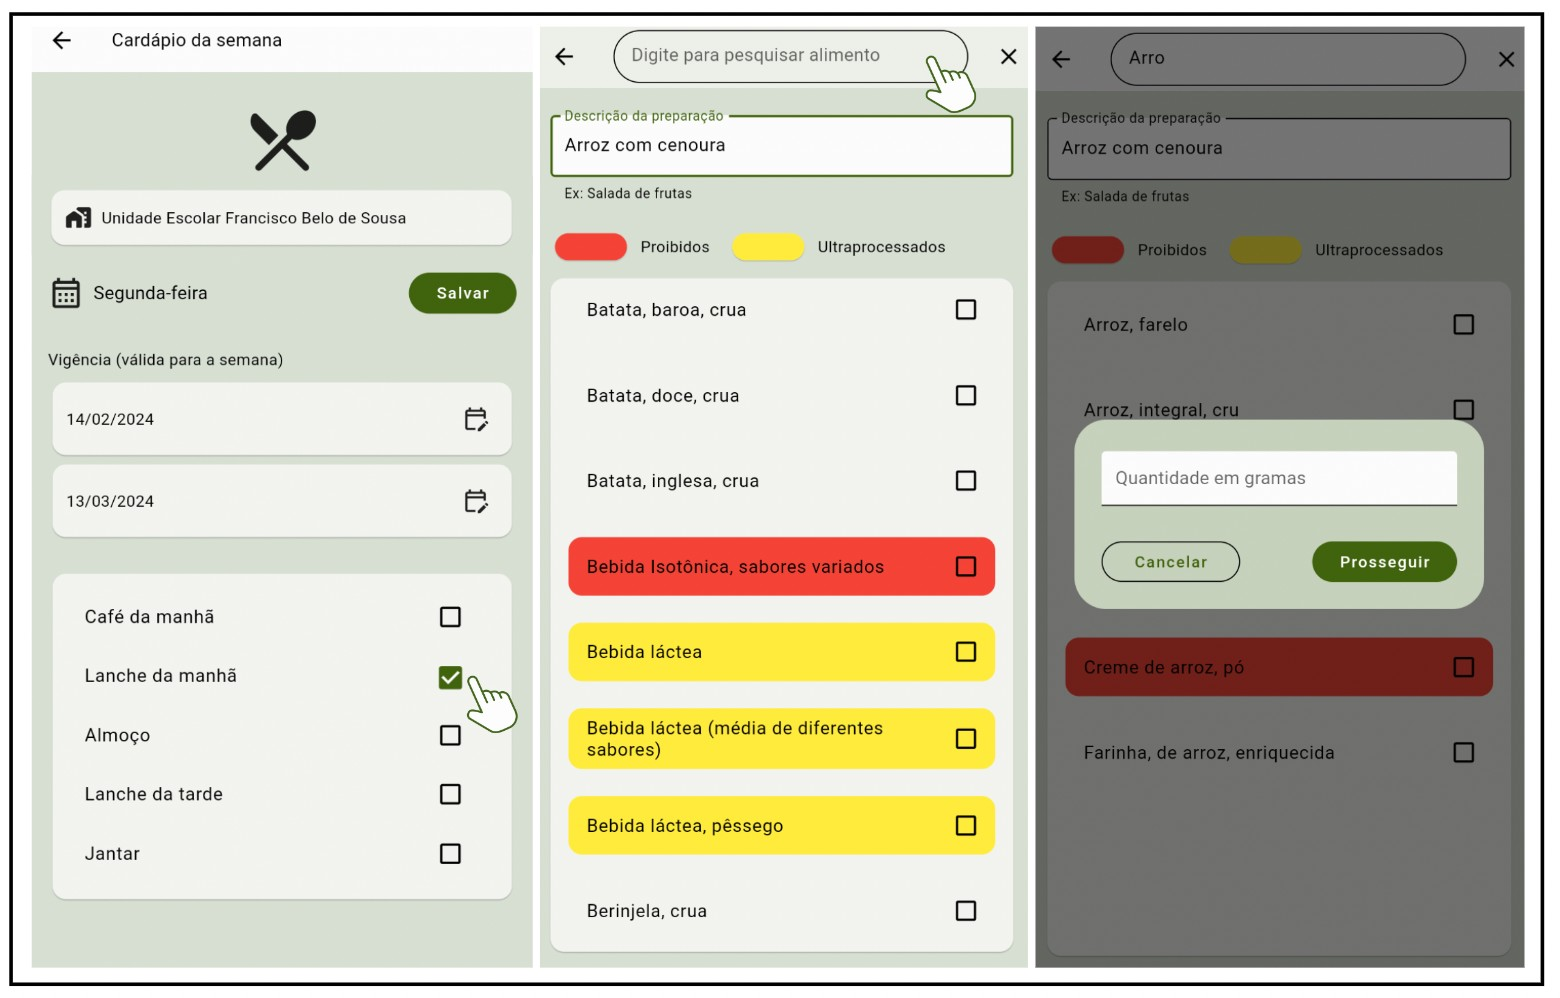 Cardápio da semana
Unidade Escolar Francisco Belo de Sousa
Segunda-feira
Salvar
Vigência (válida para a semana)
14/02/2024
13/03/2024
Café da manhã
Lanche da manhã
Almoço
Lanche da tarde
Jantar
Digite para pesquisar alimento
Descrição da preparação
Arroz com cenoura
Ex: Salada de frutas
Proibidos
Ultraprocessados
Batata, baroa, crua
Batata, doce, crua
Batata, inglesa, crua
Bebida Isotônica, sabores variados
Bebida láctea
Bebida láctea (média de diferentes
sabores)
Bebida láctea, pêssego
Berinjela, crua
Arro
Descrição da preparação
Arroz com cenoura
Ex: Salada de frutas
Proibidos
Ultraprocessados
Arroz, farelo
Arroz, integral, cru
Quantidade em gramas
Cancelar
Prosseguir
Creme de arroz, pó
Farinha, de arroz, enriquecida